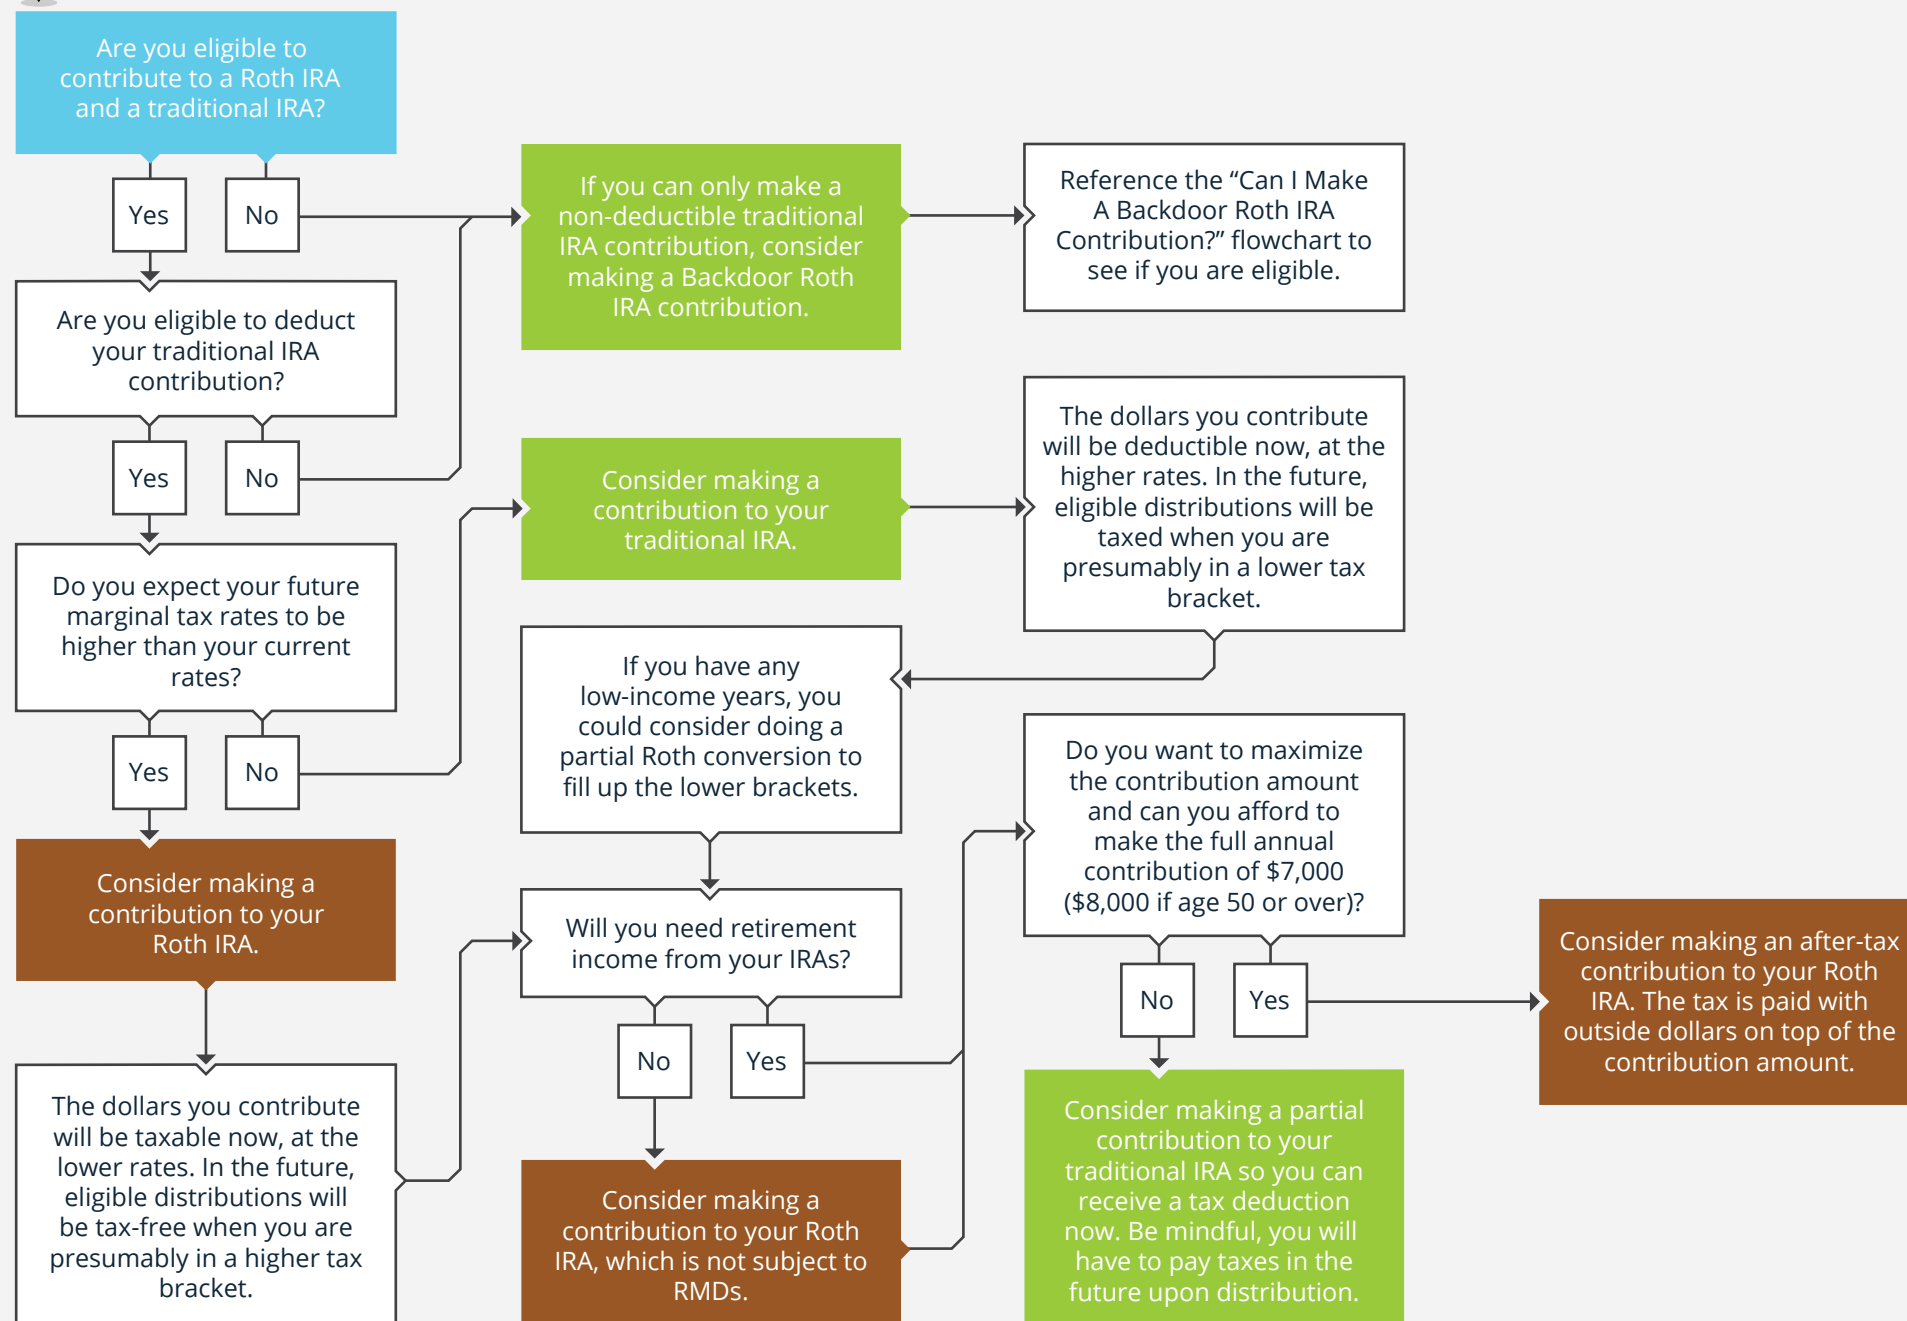 Are you eligible to
contribute to a Roth IRA
and a traditional IRA?
Yes
No
If you can only make a
non-deductible traditional
IRA contribution, consider
making a Backdoor Roth
IRA contribution.
Reference the “Can I Make
A Backdoor Roth IRA
Contribution?” flowchart to
see if you are eligible.
Are you eligible to deduct
your traditional IRA
contribution?
Yes
No
Consider making a
contribution to your
traditional IRA.
The dollars you contribute
will be deductible now, at the
higher rates. In the future,
eligible distributions will be
taxed when you are
presumably in a lower tax
bracket.
Do you expect your future
marginal tax rates to be
higher than your current
rates?
Yes
No
If you have any
low-income years, you
could consider doing a
partial Roth conversion to
fill up the lower brackets.
Do you want to maximize
the contribution amount
and can you afford to
make the full annual
contribution of $7,000
($8,000 if age 50 or over)?
Consider making a
contribution to your
Roth IRA.
Will you need retirement
income from your IRAs?
No
Yes
No
Yes
Consider making an after-tax
contribution to your Roth
IRA. The tax is paid with
outside dollars on top of the
contribution amount.
The dollars you contribute
will be taxable now, at the
lower rates. In the future,
eligible distributions will
be tax-free when you are
presumably in a higher tax
bracket.
Consider making a
contribution to your Roth
IRA, which is not subject to
RMDs.
Consider making a partial
contribution to your
traditional IRA so you can
receive a tax deduction
now. Be mindful, you will
have to pay taxes in the
future upon distribution.